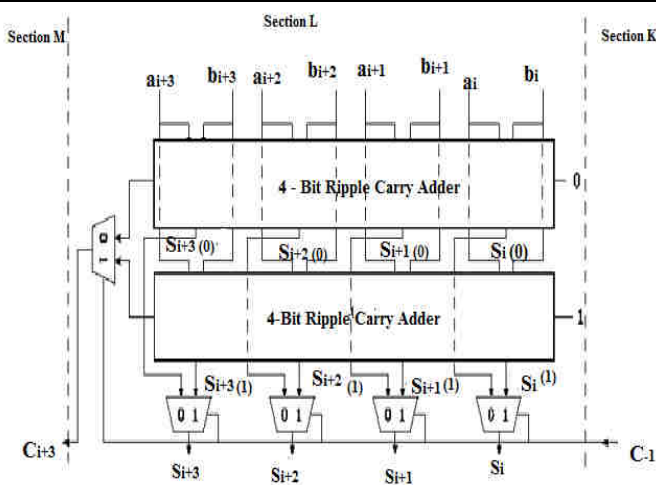 Section L
Section M
Section K
ai+3 bi+3 ai+2 bi+2 ai+1 bi+1 ai bi
4 - Bit Ripple Carry Adder
0
0 1
Si+3 (0) Si+2 (0) Si+1 (0) Si (0)
4-Bit Ripple Carry Adder
1
Si+3 (1) Si+2 (1) Si+1 (1) Si (1)
0 1 0 1 0 1 0 1
Ci+3
C-1
Si+3 Si+2 Si+1 Si